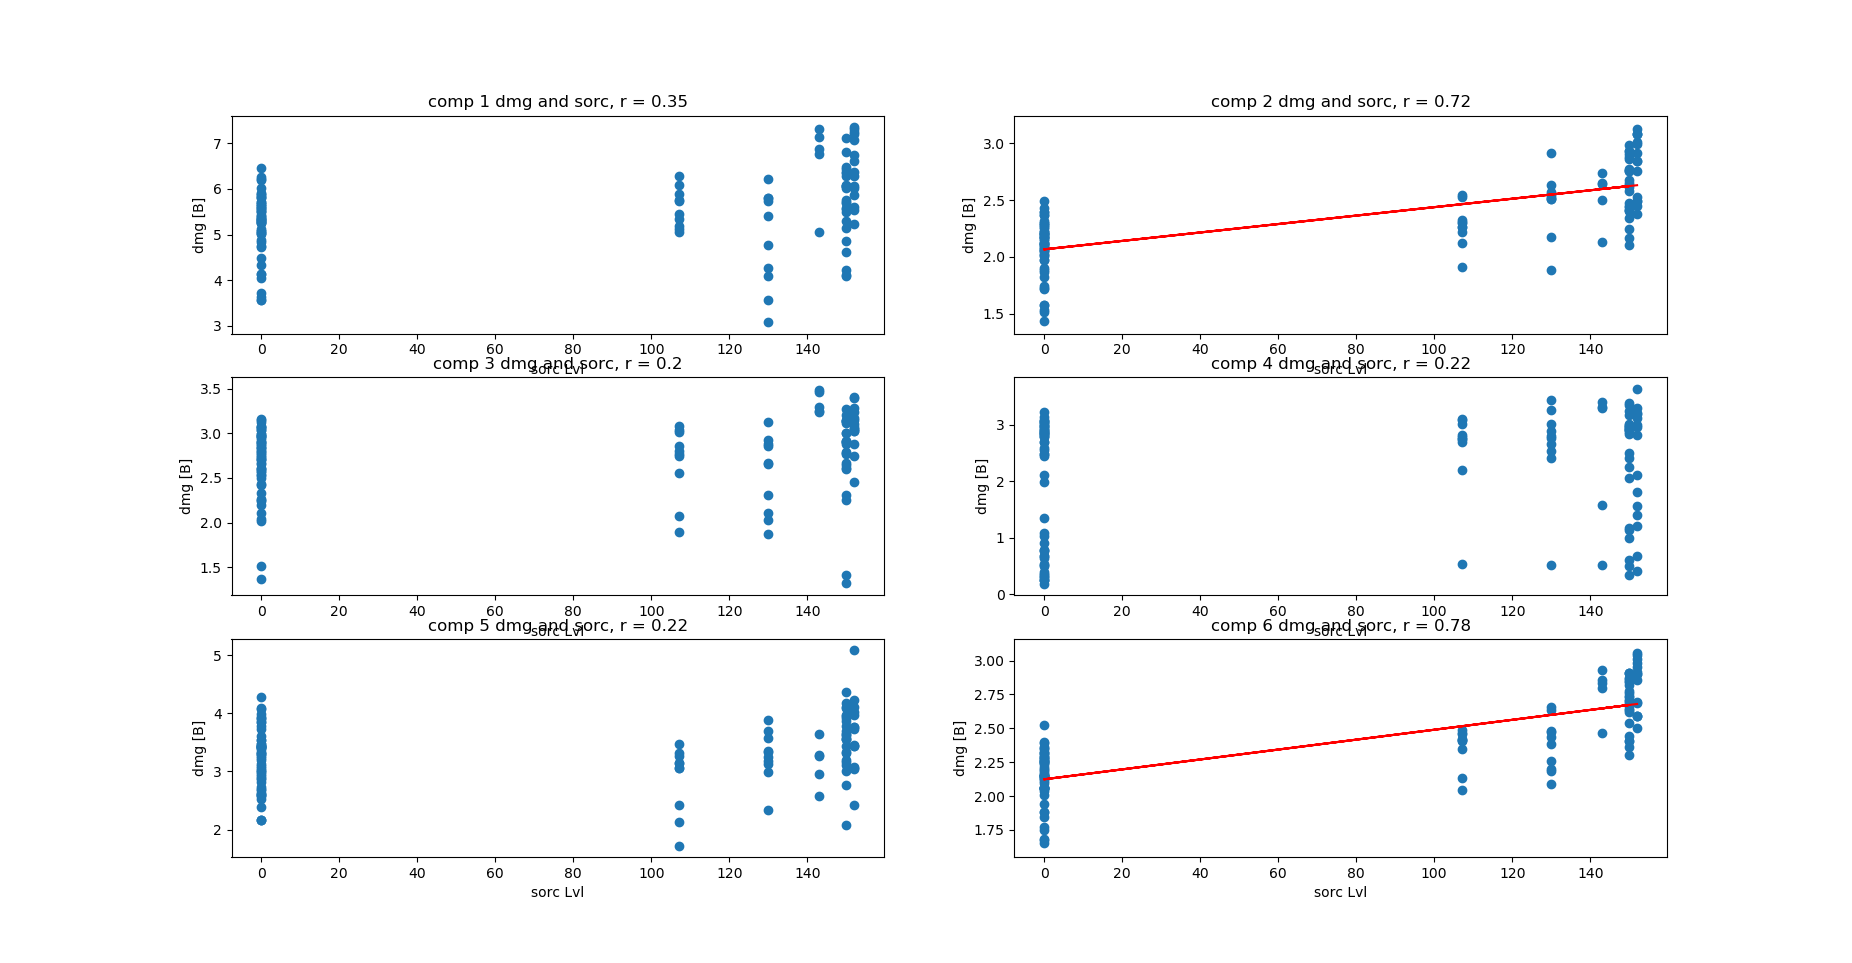 comp 1 dmg and sorc, r = 0.35
dmg [B]
7
6
5
4
3
0 20 40 60 80 100 120 140
sorc Lvl
comp 2 dmg and sorc, r = 0.72
dmg [B]
3.0
2.5
2.0
1.5
0 20 40 60 80 100 120 140
sorc Lvl
comp 3 dmg and sorc, r = 0.2
dmg [B]
3.5
3.0
2.5
2.0
1.5
0 20 40 60 80 100 120 140
sorc Lvl
comp 4 dmg and sorc, r = 0.22
dmg [B]
3
2
1
0
0 20 40 60 80 100 120 140
sorc Lvl
comp 5 dmg and sorc, r = 0.22
dmg [B]
5
4
3
2
0 20 40 60 80 100 120 140
sorc Lvl
comp 6 dmg and sorc, r = 0.78
dmg [B]
3.00
2.75
2.50
2.25
2.00
1.75
0 20 40 60 80 100 120 140
sorc Lvl